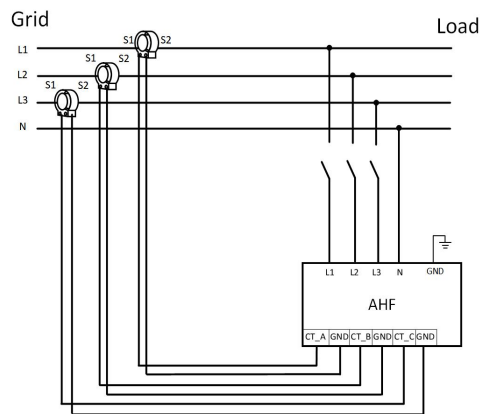 Grid
Load
S1 S2
L1
S1 S2
L2
S1 S2
L3
N
L1 L2 L3 N GND
AHF
CT_A GND CT_B GND CT_C GND